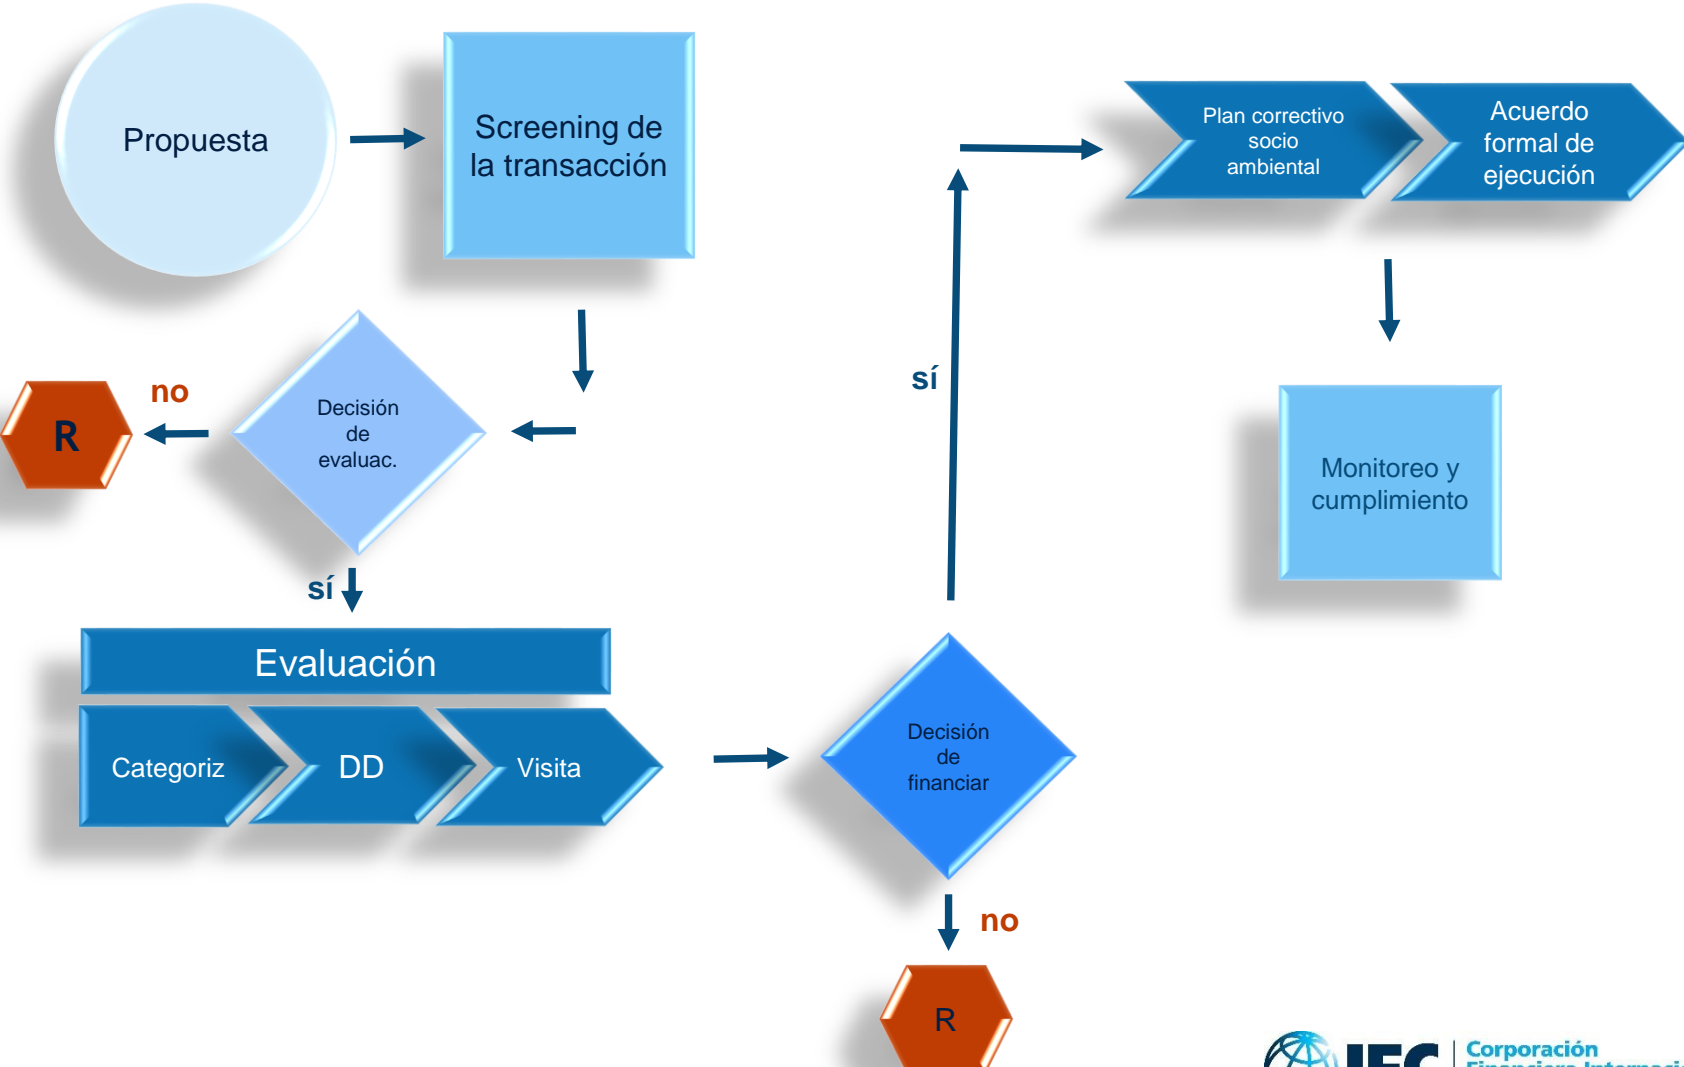 Propuesta
Screening de
la transacción
Decisión
de
evaluac.
no
R
sí
Evaluación
Categoriz
DD
Visita
Decisión
de
financiar
no
R
sí
Plan correctivo
socio
ambiental
Acuerdo
formal de
ejecución
Monitoreo y
cumplimiento
IFC
Corporación